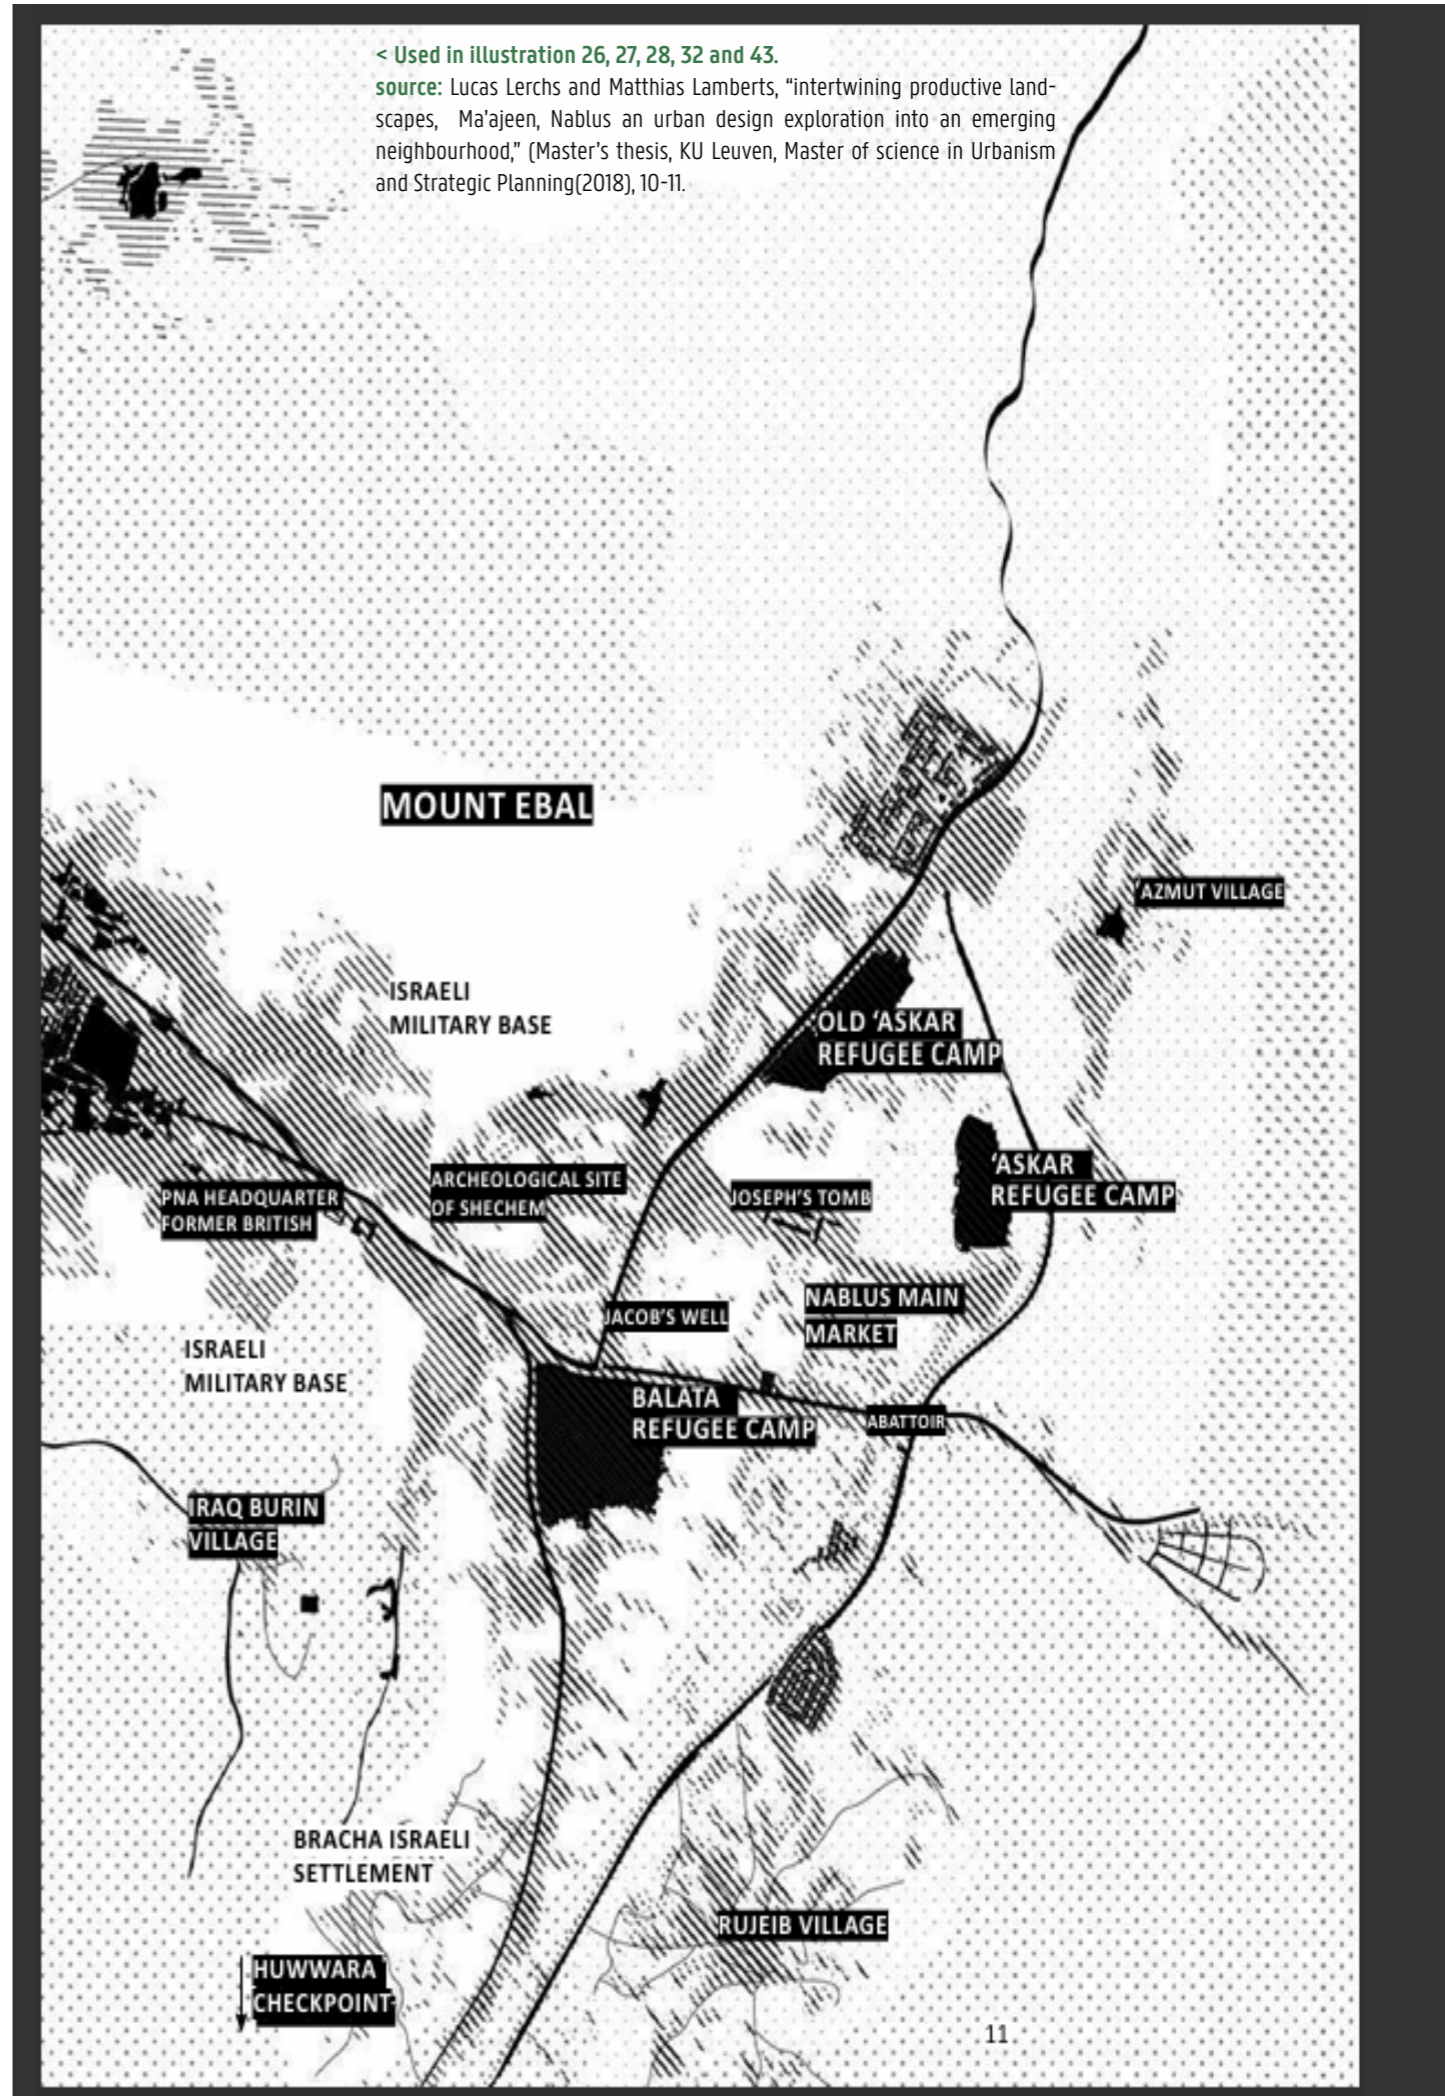 < Used in illustration 26, 27, 28, 32 and 43.
source: Lucas Lerchs and Matthias Lamberts, “intertwining productive land-
scapes, Ma’ajeen, Nablus an urban design exploration into an emerging
neighbourhood,” (Master’s thesis, KU Leuven, Master of science in Urbanism
and Strategic Planning(2018), 10-11.
MOUNT EBAL
‘AZMUT VILLAGE
ISRAELI
MILITARY BASE
OLD ‘ASKAR
REFUGEE CAMP
‘ASKAR
REFUGEE CAMP
ARCHEOLOGICAL SITE
OF SHECHEM
JOSEPH’S TOMB
PNA HEADQUARTER
FORMER BRITISH
NABLUS MAIN
MARKET
JACOB’S WELL
ISRAELI
MILITARY BASE
BALATA
REFUGEE CAMP
ABATTOIR
IRAQ BURIN
VILLAGE
BRACHA ISRAELI
SETTLEMENT
RUJEIB VILLAGE
HUWWARA
CHECKPOINT
11